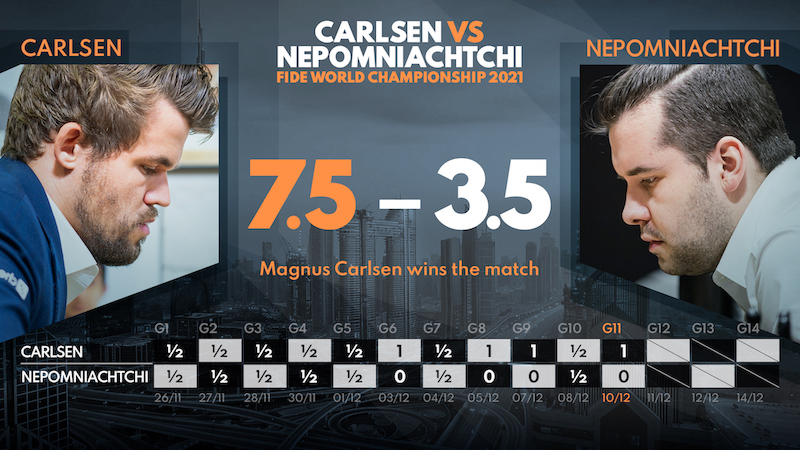 CARLSEN
CARLSEN VS
NEPOMNIACHTCHI
FIDE WORLD CHAMPIONSHIP 2021
NEPOMNIACHTCHI
7.5 – 3.5
Magnus Carlsen wins the match
G1 G2 G3 G4 G5 G6 G7 G8 G9 G10 G11 G12 G13 G14
CARLSEN ½ ½ ½ ½ ½ 1 ½ 1 1 ½ 1
NEPOMNIACHTCHI ½ ½ ½ ½ ½ 0 ½ 0 0 ½ 0
26/11 27/11 28/11 30/11 01/12 03/12 04/12 05/12 07/12 08/12 10/12 11/12 12/12 14/12